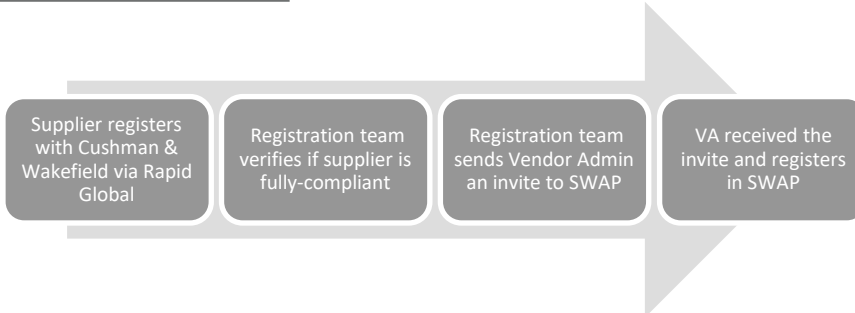 Supplier registers
with Cushman &
Wakefield via Rapid
Global
Registration team
verifies if supplier is
fully-compliant
Registration team
sends Vendor Admin
an invite to SWAP
VA received the
invite and registers
in SWAP